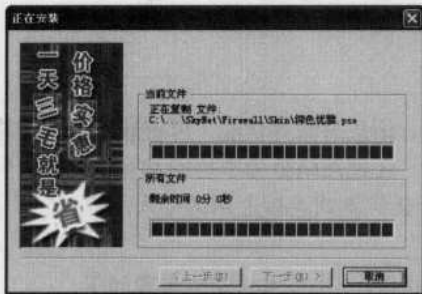 正在安装
价格实惠
一天三毛就是
省
当前文件
正在复制 文件:
C:\...\SkyNet\Firewall\Skin\绿色优雅.psm
所有文件
剩余时间 0分 0秒
<上一步(B)
下一步(N) >
取消